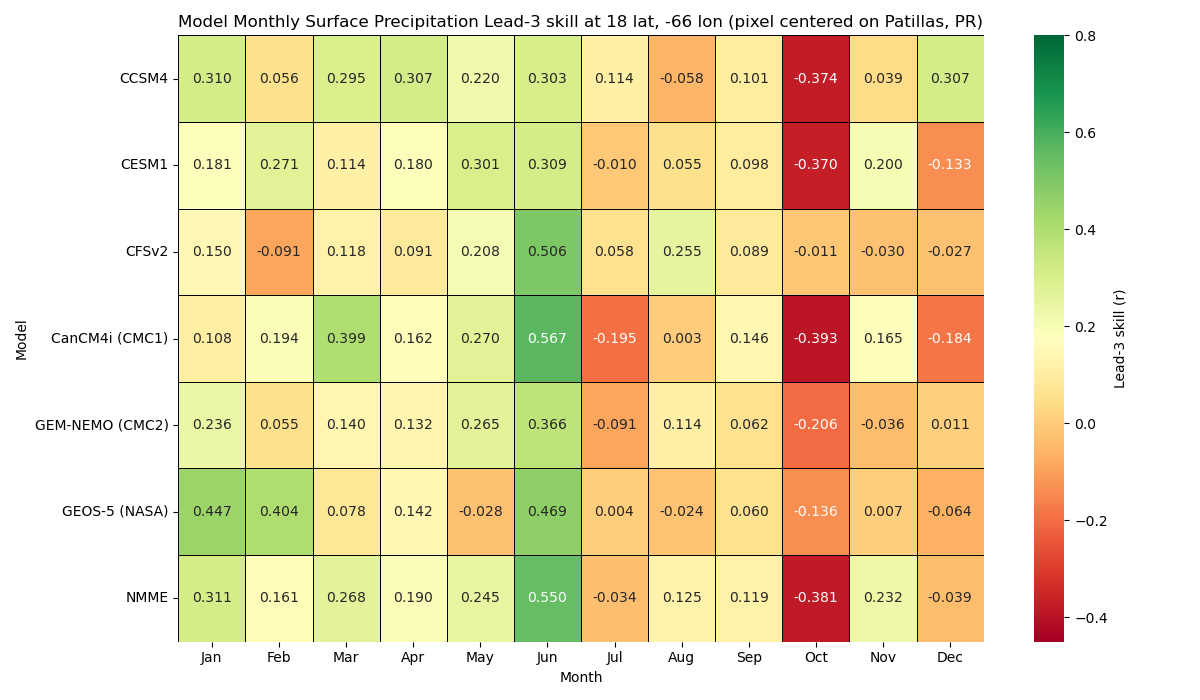 Model Monthly Surface Precipitation Lead-3 skill at 18 lat, -66 lon (pixel centered on Patillas, PR)
Model
CCSM4 0.310 0.056 0.295 0.307 0.220 0.303 0.114 -0.058 0.101 -0.374 0.039 0.307
CESM1 0.181 0.271 0.114 0.180 0.301 0.309 -0.010 0.055 0.098 -0.370 0.200 -0.133
CFSv2 0.150 -0.091 0.118 0.091 0.208 0.506 0.058 0.255 0.089 -0.011 -0.030 -0.027
CanCM4i (CMC1) 0.108 0.194 0.399 0.162 0.270 0.567 -0.195 0.003 0.146 -0.393 0.165 -0.184
GEM-NEMO (CMC2) 0.236 0.055 0.140 0.132 0.265 0.366 -0.091 0.114 0.062 -0.206 -0.036 0.011
GEOS-5 (NASA) 0.447 0.404 0.078 0.142 -0.028 0.469 0.004 -0.024 0.060 -0.136 0.007 -0.064
NMME 0.311 0.161 0.268 0.190 0.245 0.550 -0.034 0.125 0.119 -0.381 0.232 -0.039
Jan Feb Mar Apr May Jun Jul Aug Sep Oct Nov Dec
Month
0.8
0.6
0.4
0.2
0.0
−0.2
−0.4
Lead-3 skill (r)